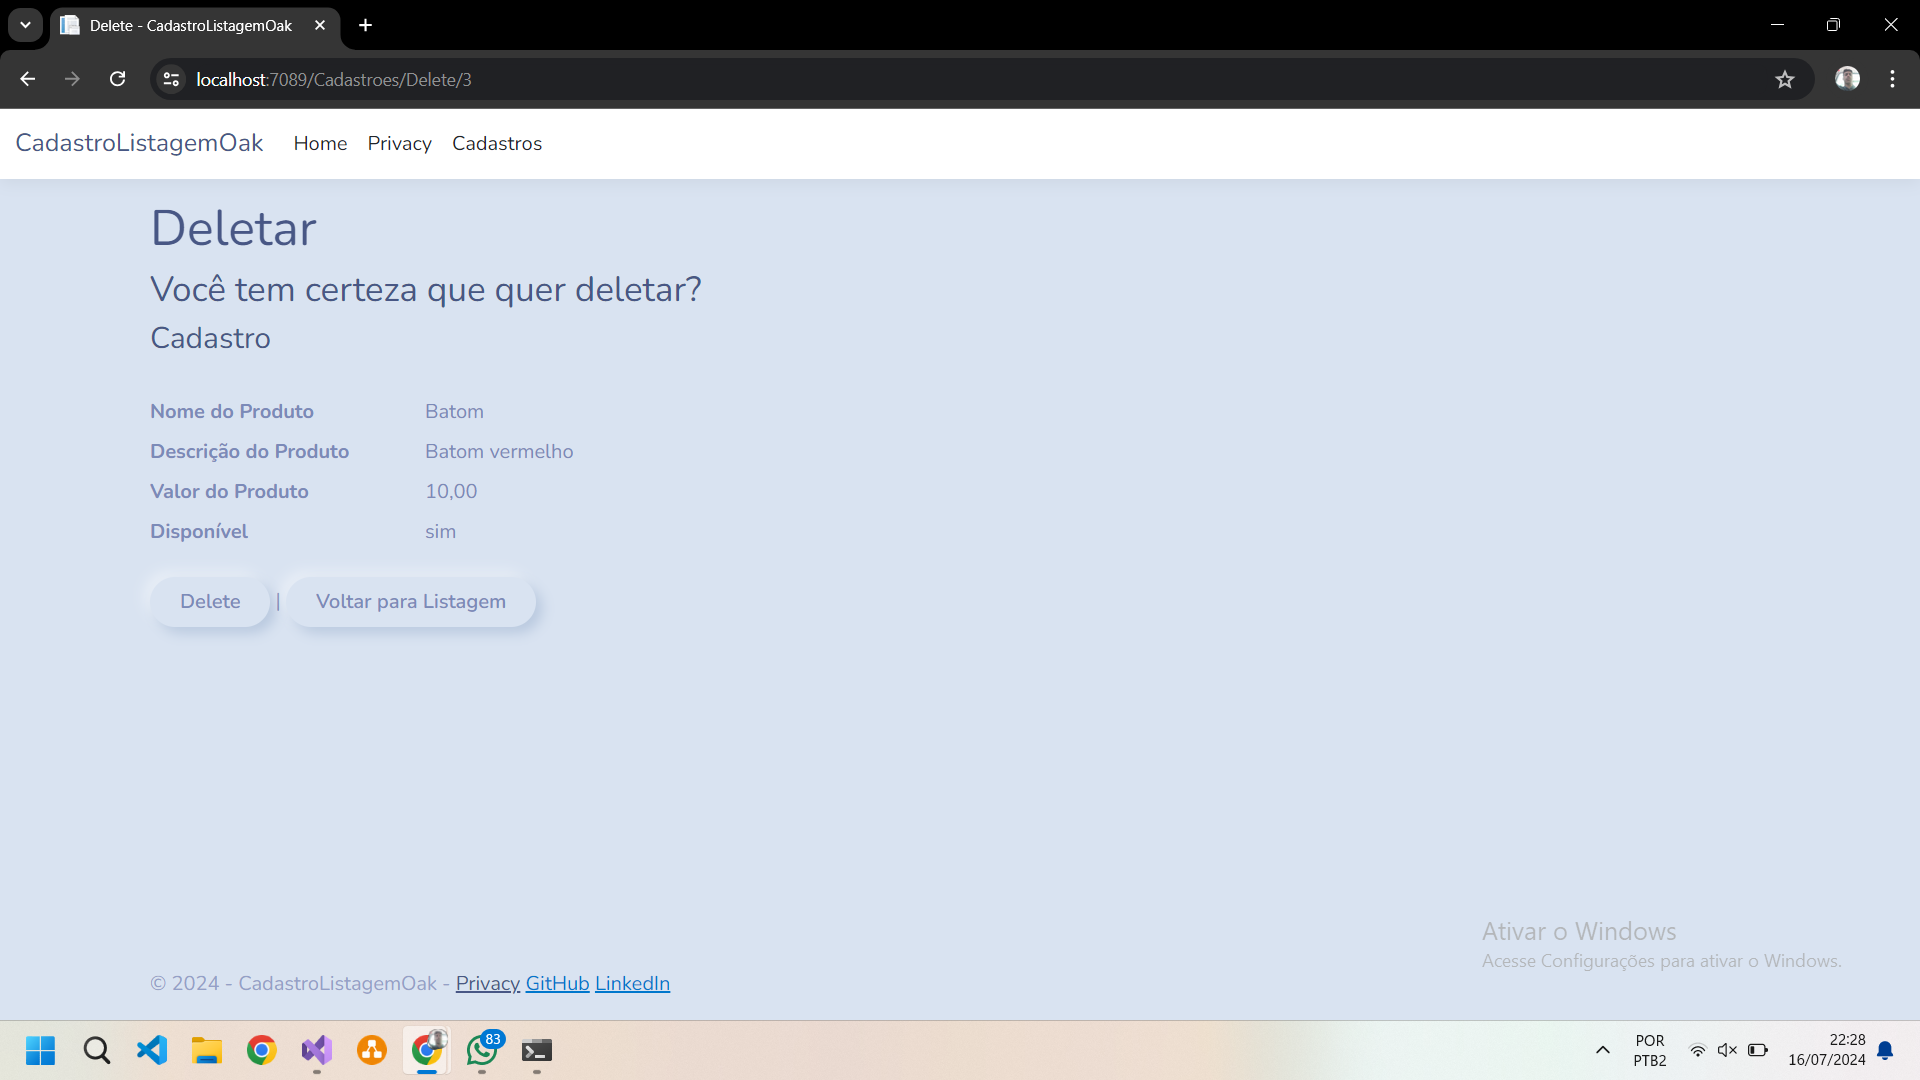 Delete - CadastroListagemOak
localhost:7089/Cadastroes/Delete/3
CadastroListagemOak Home Privacy Cadastros
Deletar
Você tem certeza que quer deletar?
Cadastro
Nome do Produto Batom
Descrição do Produto Batom vermelho
Valor do Produto 10,00
Disponível sim
Delete | Voltar para Listagem
Ativar o Windows
Acesse Configurações para ativar o Windows.
© 2024 - CadastroListagemOak - Privacy GitHub LinkedIn
83
POR
PTB2
22:28
16/07/2024